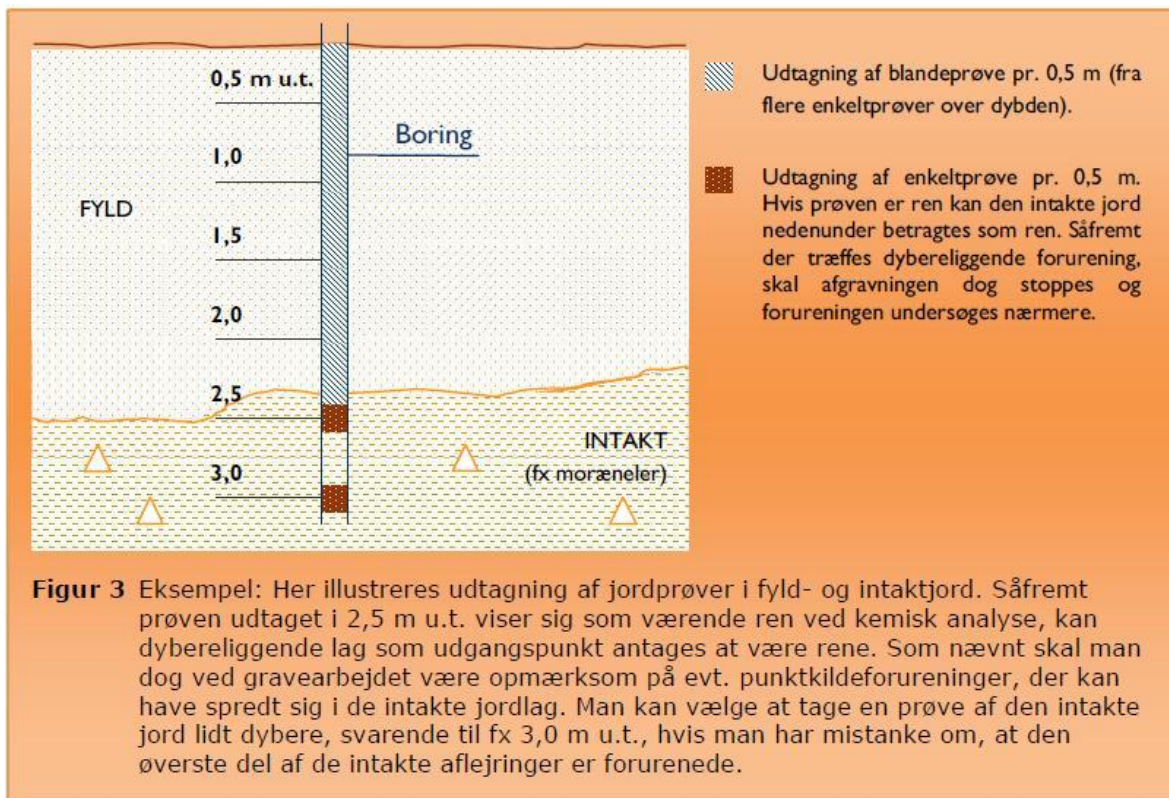 0,5 m u.t.
Boring
1,0
FYLD
1,5
2,0
2,5
INTAKT
(fx moræneler)
3,0
Udtagning af blandeprøve pr. 0,5 m (fra
flere enkeltprøver over dybden).
Udtagning af enkeltprøve pr. 0,5 m.
Hvis prøven er ren kan den intakte jord
nedenunder betragtes som ren. Såfremt
der træffes dybereliggende forurening,
skal afgravningen dog stoppes og
forureningen undersøges nærmere.
Figur 3 Eksempel: Her illustreres udtagning af jordprøver i fyld- og intaktjord. Såfremt
prøven udtaget i 2,5 m u.t. viser sig som værende ren ved kemisk analyse, kan
dybereliggende lag som udgangspunkt antages at være rene. Som nævnt skal man
dog ved gravearbejdet være opmærksom på evt. punktkildeforureninger, der kan
have spredt sig i de intakte jordlag. Man kan vælge at tage en prøve af den intakte
jord lidt dybere, svarende til fx 3,0 m u.t., hvis man har mistanke om, at den
øverste del af de intakte aflejringer er forurenede.